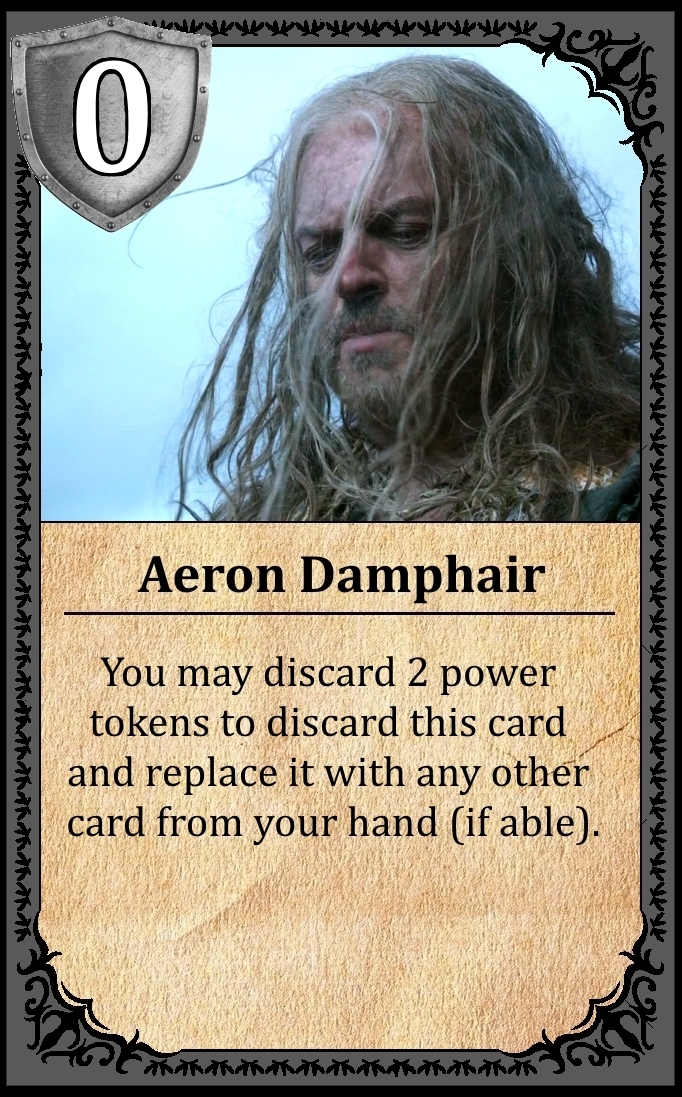 0
Aeron Damphair
You may discard 2 power
tokens to discard this card
and replace it with any other
card from your hand (if able).